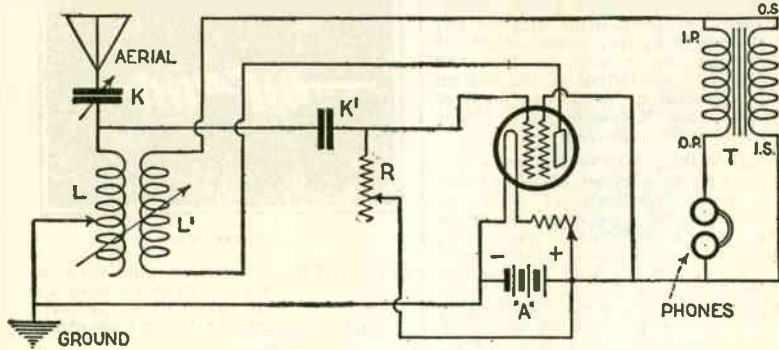 O.S.
I.P.
AERIAL
K
K'
L
L'
R
O.P.
T
I.S.
- +
"A"
PHONES
GROUND